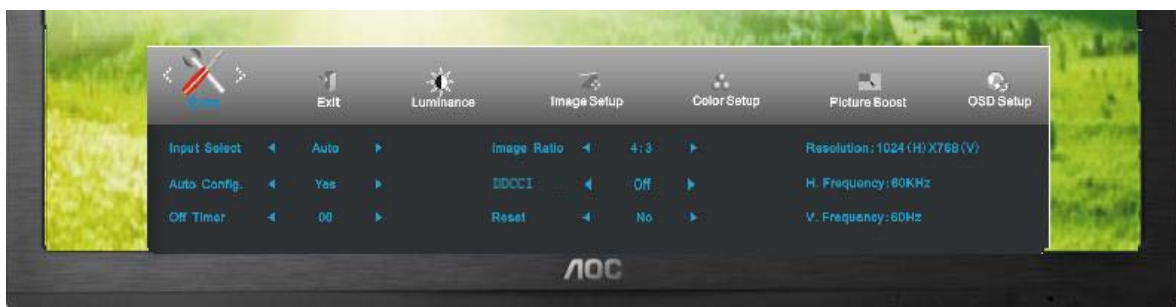 Exit Luminance Image Setup Color Setup Picture Boost OSD Setup
Input Select Auto Image Ratio 4:3 Resolution:1024(H)X768(V)
Auto Config. Yes DDCCI Off H. Frequency:60KHz
Off Timer 00 Reset No V. Frequency:60Hz
AOC